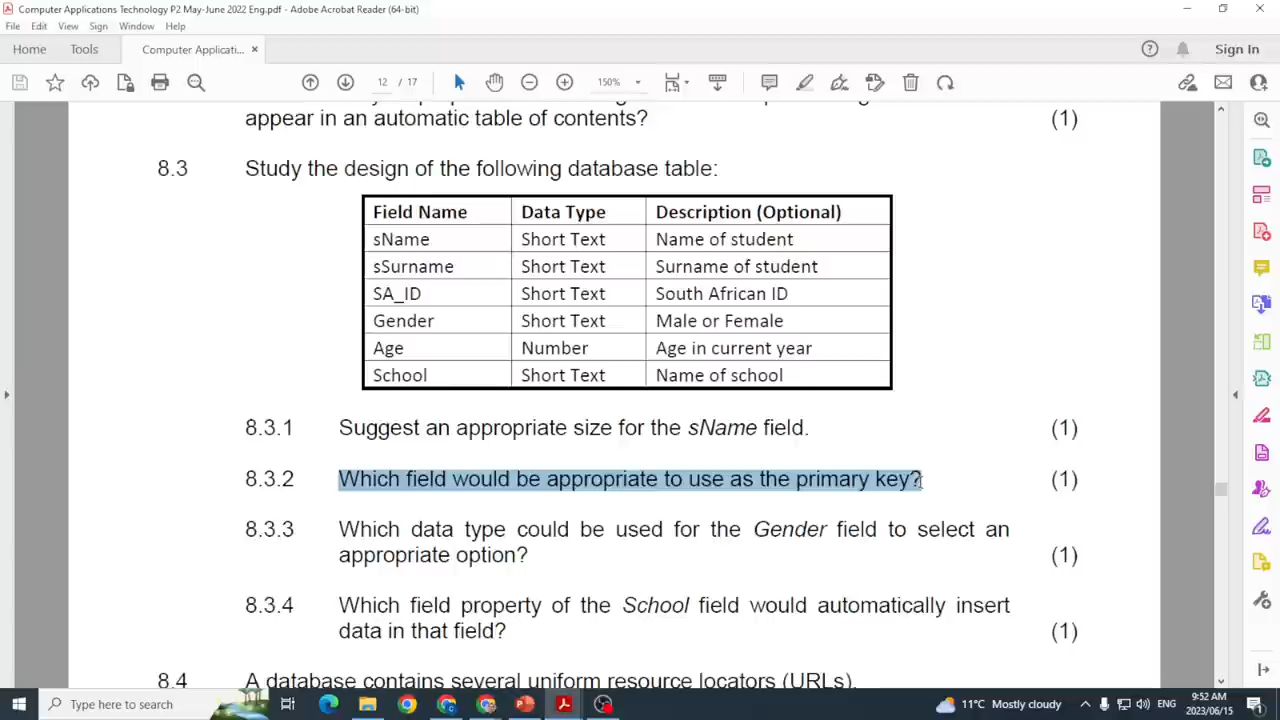 Computer Applications Technology P2 May-June 2022 Eng.pdf - Adobe Acrobat Reader (64-bit)
File Edit View Sign Window Help
Home Tools Computer Applicati... × Sign In
12 / 17 150%
appear in an automatic table of contents? (1)
8.3 Study the design of the following database table:
Field Name Data Type Description (Optional)
sName Short Text Name of student
sSurname Short Text Surname of student
SA_ID Short Text South African ID
Gender Short Text Male or Female
Age Number Age in current year
School Short Text Name of school
8.3.1 Suggest an appropriate size for the sName field. (1)
8.3.2 Which field would be appropriate to use as the primary key? (1)
8.3.3 Which data type could be used for the Gender field to select an
appropriate option? (1)
8.3.4 Which field property of the School field would automatically insert
data in that field? (1)
8.4 A database contains several uniform resource locators (URLs).
Type here to search 11°C Mostly cloudy ENG 9:52 AM
2023/06/15